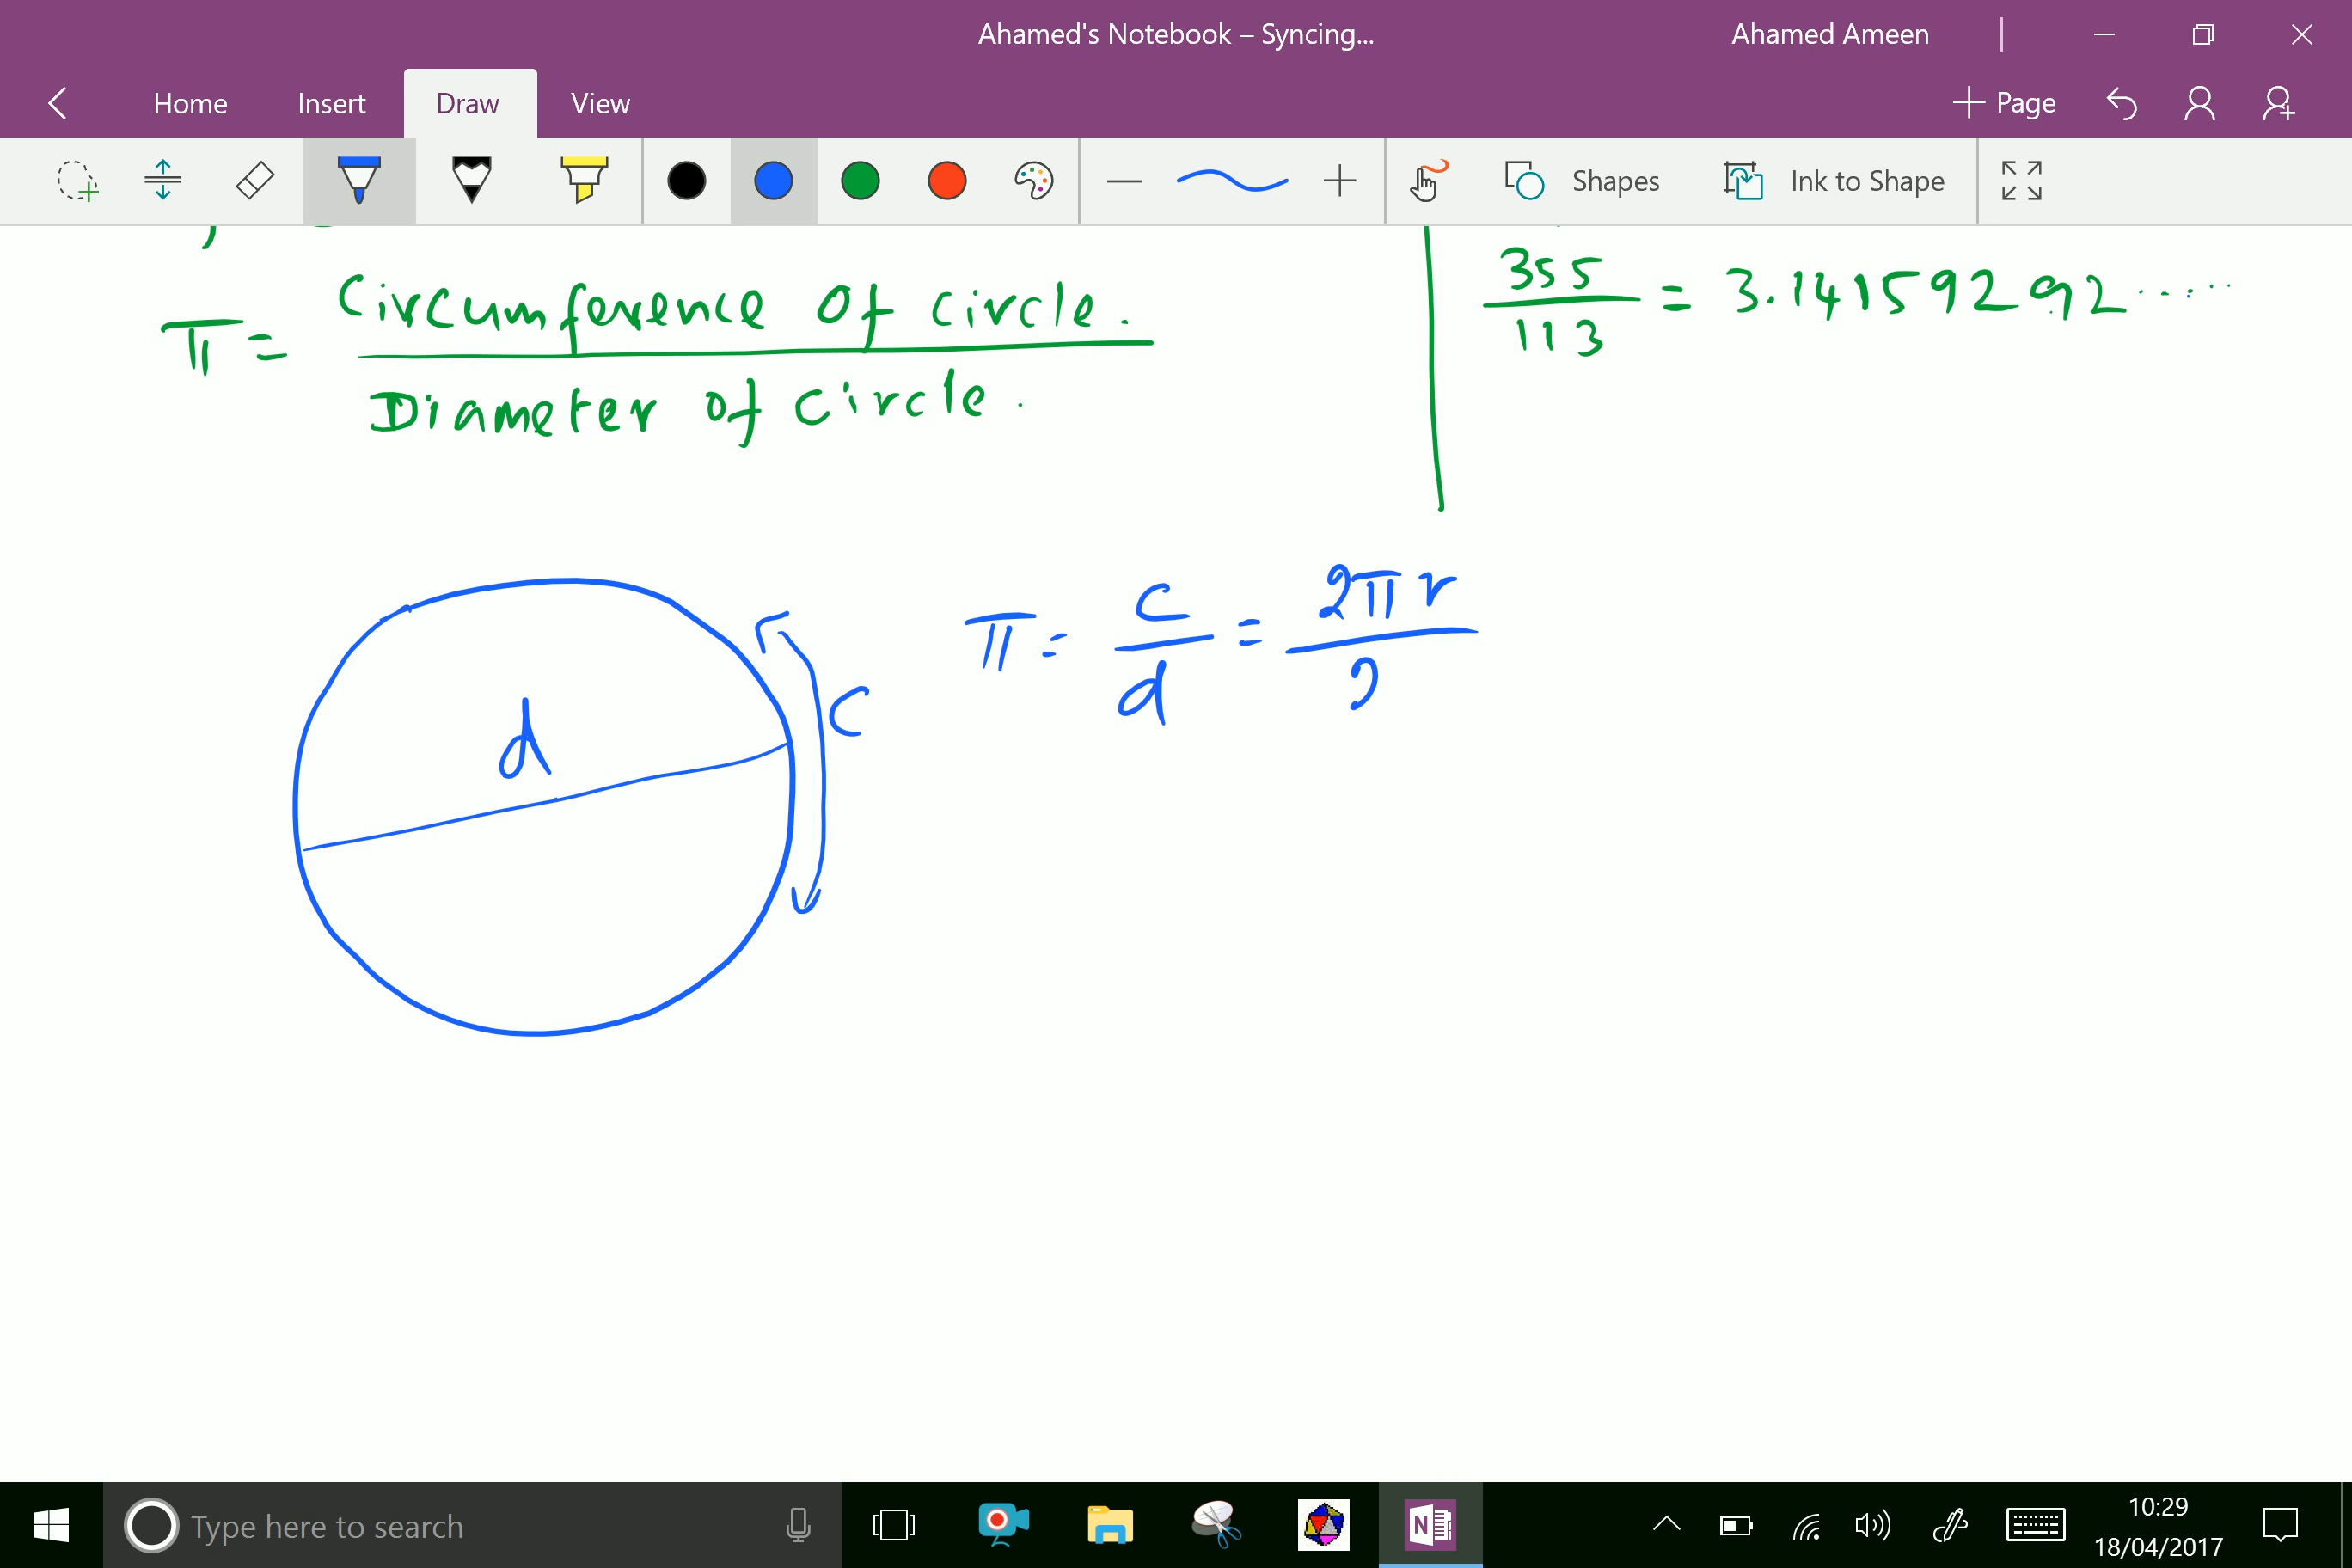 Ahamed's Notebook – Syncing...
Ahamed Ameen
Home Insert Draw View
Page
Shapes
Ink to Shape
π = Circumference of circle.
Diameter of circle.
355
113
= 3.14159292.....
π = c/d = 2πr/2
d
C
Type here to search
10:29
18/04/2017